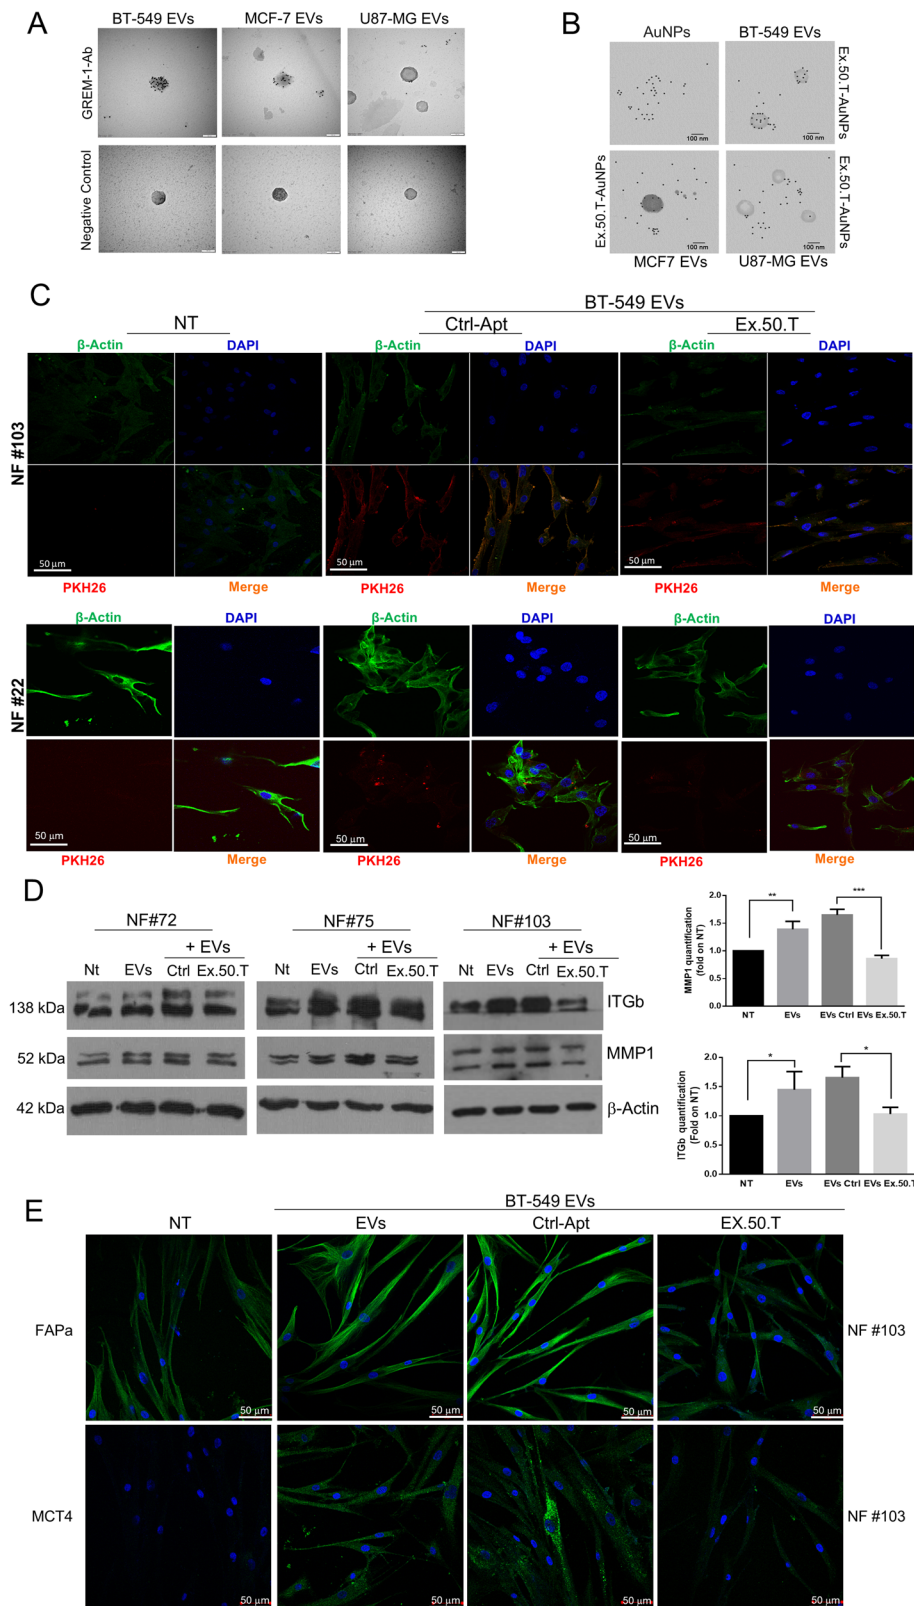 A
BT-549 EVs MCF-7 EVs U87-MG EVs
GREM-1-Ab
Negative Control
B
AuNPs BT-549 EVs
Ex.50.T-AuNPs
100 nm 100 nm
Ex.50.T-AuNPs
Ex.50.T-AuNPs
100 nm 100 nm
MCF7 EVs U87-MG EVs
C
BT-549 EVs
NT Ctrl-Apt Ex.50.T
β-Actin DAPI β-Actin DAPI β-Actin DAPI
NF #103
50 µm 50 µm 50 µm
PKH26 Merge PKH26 Merge PKH26 Merge
β-Actin DAPI β-Actin DAPI β-Actin DAPI
NF #22
50 µm 50 µm 50 µm
PKH26 Merge PKH26 Merge PKH26 Merge
D
NF#72 NF#75 NF#103
+ EVs + EVs + EVs
Nt EVs Ctrl Ex.50.T Nt EVs Ctrl Ex.50.T Nt EVs Ctrl Ex.50.T
138 kDa ITGb
52 kDa MMP1
42 kDa β-Actin
MMP1 quantification
(fold on NT)
2.0
1.5
1.0
0.5
0.0
** ***
NT EVs EVs Ctrl EVs Ex.50.T
ITGb quantification
(Fold on NT)
2.0
1.5
1.0
0.5
0.0
* *
NT EVs EVs Ctrl EVs Ex.50.T
E
BT-549 EVs
NT EVs Ctrl-Apt EX.50.T
FAPa NF #103
50 µm 50 µm 50 µm 50 µm
MCT4 NF #103
50 µm 50 µm 50 µm 50 µm